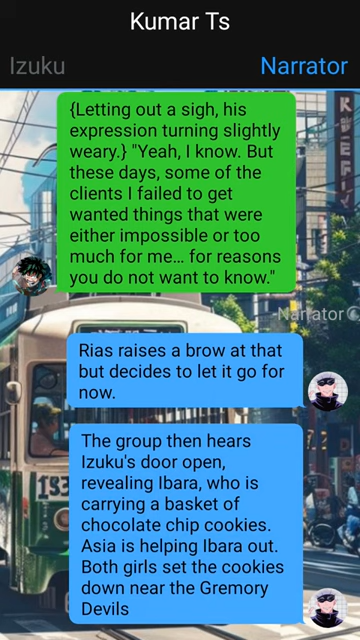 Kumar Ts
Izuku
Narrator
{Letting out a sigh, his
expression turning slightly
weary.} "Yeah, I know. But
these days, some of the
clients I failed to get
wanted things that were
either impossible or too
much for me… for reasons
you do not want to know."
Narrator
Rias raises a brow at that
but decides to let it go for
now.
The group then hears
Izuku's door open,
revealing Ibara, who is
carrying a basket of
chocolate chip cookies.
Asia is helping Ibara out.
Both girls set the cookies
down near the Gremory
Devils